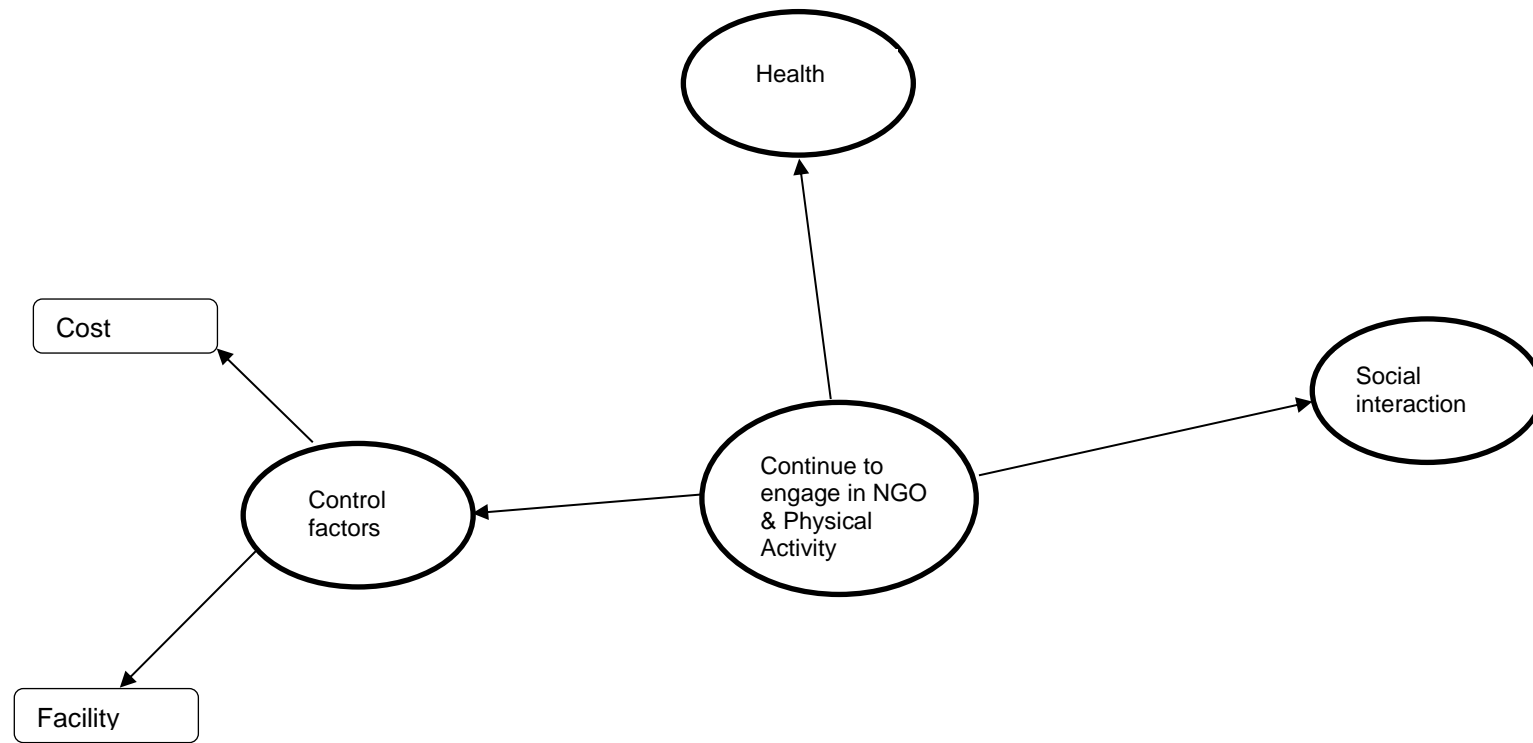 Health
Cost
Social
interaction
Continue to
engage in NGO
& Physical
Activity
Control
factors
Facility